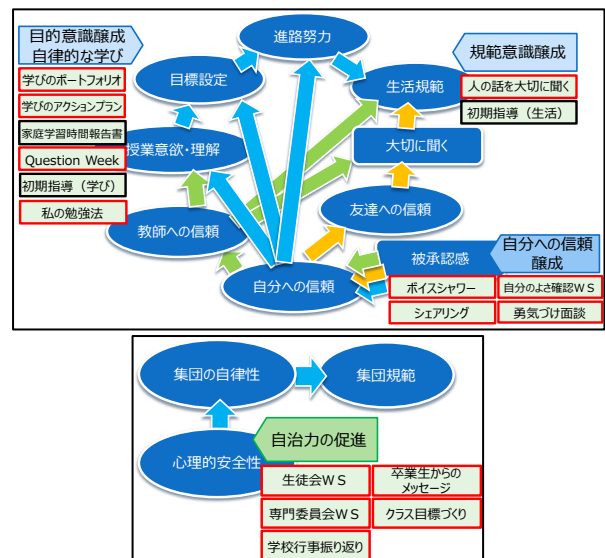 目的意識醸成
自律的な学び
学びのポートフォリオ
学びのアクションプラン
家庭学習時間報告書
Question Week
初期指導（学び）
私の勉強法
進路努力
目標設定
授業意欲・理解
教師への信頼
自分への信頼
友達への信頼
大切に聞く
生活規範
規範意識醸成
人の話を大切に聞く
初期指導（生活）
被承認感
自分への信頼
醸成
ボイスシャワー
自分のよさ確認ＷＳ
シェアリング
勇気づけ面談
集団の自律性
集団規範
心理的安全性
自治力の促進
生徒会ＷＳ
卒業生からの
メッセージ
専門委員会ＷＳ
クラス目標づくり
学校行事振り返り